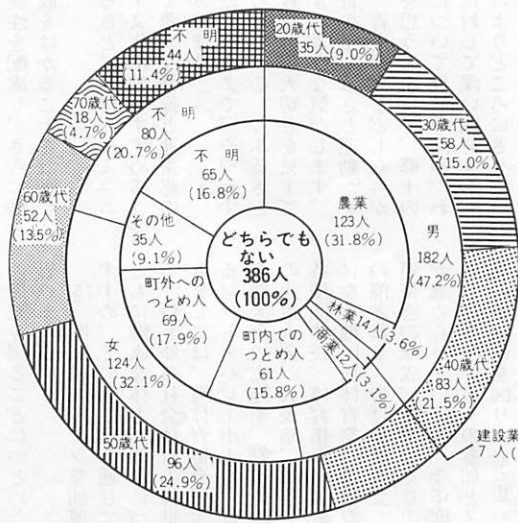 どちらでも
ない
386人
(100%)
農業
123人
(31.8%)
林業14人(3.6%)
商業12人(3.1%)
建設業
7人(
町内での
つとめ人
61人
(15.8%)
町外への
つとめ人
69人
(17.9%)
その他
35人
(9.1%)
不明
65人
(16.8%)
男
182人
(47.2%)
女
124人
(32.1%)
不明
80人
(20.7%)
20歳代
35人
(9.0%)
30歳代
58人
(15.0%)
40歳代
83人
(21.5%)
50歳代
96人
(24.9%)
60歳代
52人
(13.5%)
70歳代
18人
(4.7%)
不明
44人
(11.4%)